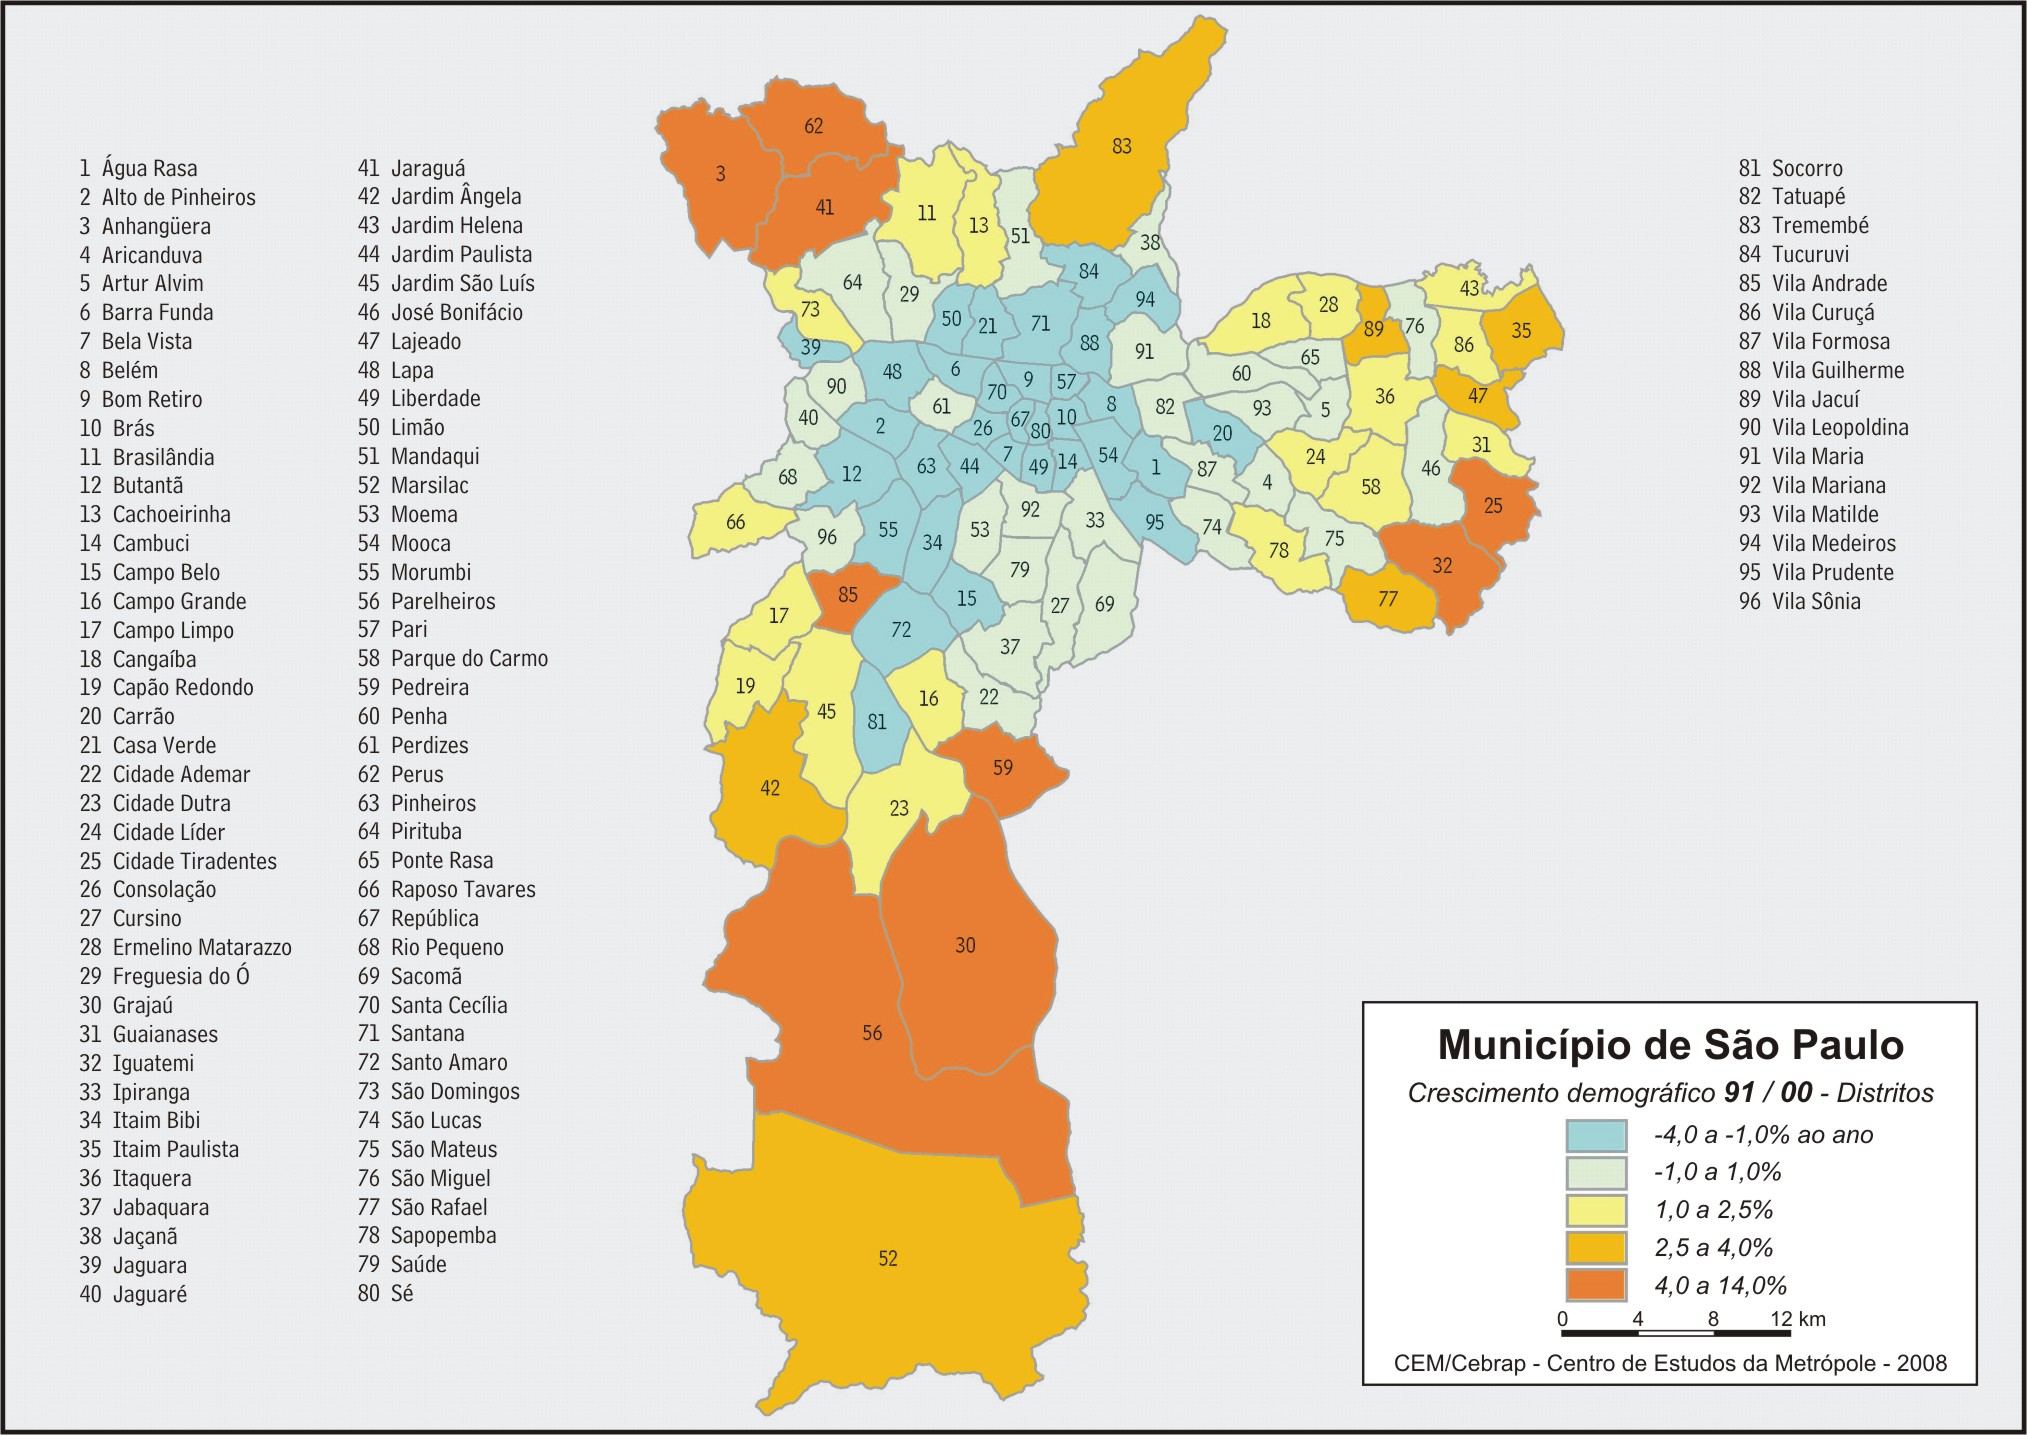 1 Água Rasa
2 Alto de Pinheiros
3 Anhangüera
4 Aricanduva
5 Artur Alvim
6 Barra Funda
7 Bela Vista
8 Belém
9 Bom Retiro
10 Brás
11 Brasilândia
12 Butantã
13 Cachoeirinha
14 Cambuci
15 Campo Belo
16 Campo Grande
17 Campo Limpo
18 Cangaíba
19 Capão Redondo
20 Carrão
21 Casa Verde
22 Cidade Ademar
23 Cidade Dutra
24 Cidade Líder
25 Cidade Tiradentes
26 Consolação
27 Cursino
28 Ermelino Matarazzo
29 Freguesia do Ó
30 Grajaú
31 Guaianases
32 Iguatemi
33 Ipiranga
34 Itaim Bibi
35 Itaim Paulista
36 Itaquera
37 Jabaquara
38 Jaçanã
39 Jaguara
40 Jaguaré
41 Jaraguá
42 Jardim Ângela
43 Jardim Helena
44 Jardim Paulista
45 Jardim São Luís
46 José Bonifácio
47 Lajeado
48 Lapa
49 Liberdade
50 Limão
51 Mandaqui
52 Marsilac
53 Moema
54 Mooca
55 Morumbi
56 Parelheiros
57 Pari
58 Parque do Carmo
59 Pedreira
60 Penha
61 Perdizes
62 Perus
63 Pinheiros
64 Pirituba
65 Ponte Rasa
66 Raposo Tavares
67 República
68 Rio Pequeno
69 Sacomã
70 Santa Cecília
71 Santana
72 Santo Amaro
73 São Domingos
74 São Lucas
75 São Mateus
76 São Miguel
77 São Rafael
78 Sapopemba
79 Saúde
80 Sé
62
83
3
41
11
13
51
38
84
64
29
94
73
50
21
71
88
39
91
48
6
90
9
57
70
61
8
82
40
2
67
10
26
80
7
54
63
44
49
14
1
12
68
66
92
33
53
95
55
34
96
79
85
15
27
69
17
72
37
19
16
22
45
81
59
42
23
30
56
52
43
28
18
89
76
35
86
65
60
36
47
93
5
20
31
24
87
46
4
58
25
74
75
78
32
77
81 Socorro
82 Tatuapé
83 Tremembé
84 Tucuruvi
85 Vila Andrade
86 Vila Curuçá
87 Vila Formosa
88 Vila Guilherme
89 Vila Jacuí
90 Vila Leopoldina
91 Vila Maria
92 Vila Mariana
93 Vila Matilde
94 Vila Medeiros
95 Vila Prudente
96 Vila Sônia
Município de São Paulo
Crescimento demográfico 91 / 00 - Distritos
-4,0 a -1,0% ao ano
-1,0 a 1,0%
1,0 a 2,5%
2,5 a 4,0%
4,0 a 14,0%
0 4 8 12 km
CEM/Cebrap - Centro de Estudos da Metrópole - 2008